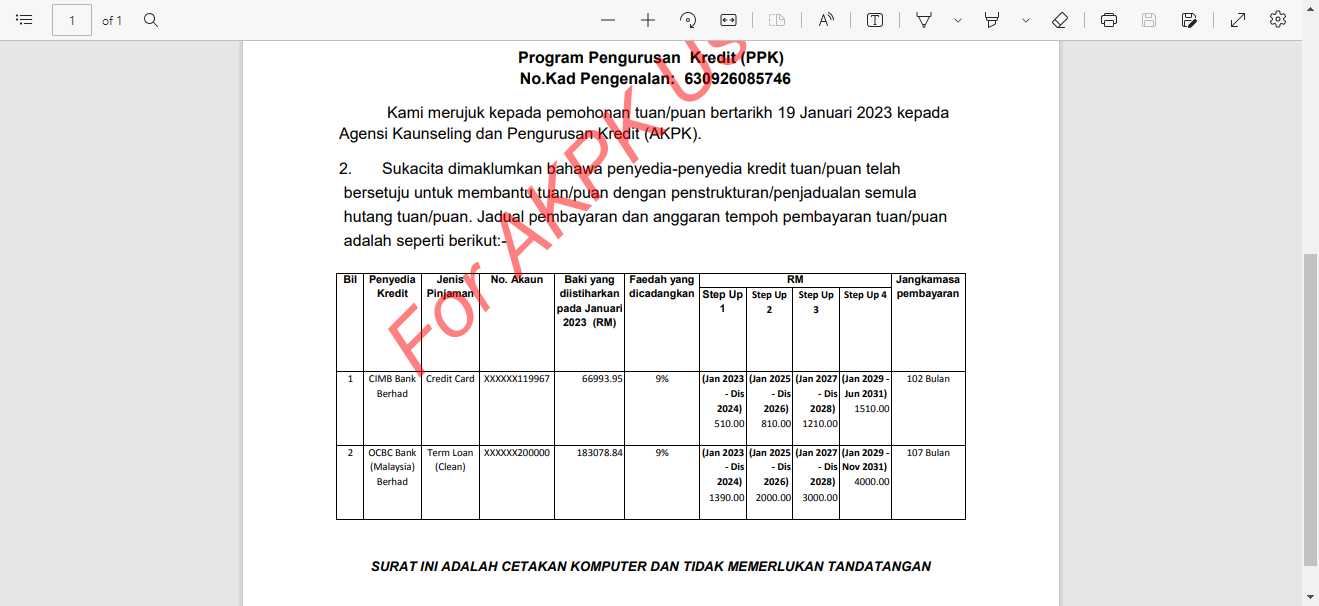 1 of 1
Program Pengurusan Kredit (PPK)
No.Kad Pengenalan: 630926085746
Kami merujuk kepada pemohonan tuan/puan bertarikh 19 Januari 2023 kepada
Agensi Kaunseling dan Pengurusan Kredit (AKPK).
2. Sukacita dimaklumkan bahawa penyedia-penyedia kredit tuan/puan telah
bersetuju untuk membantu tuan/puan dengan penstrukturan/penjadualan semula
hutang tuan/puan. Jadual pembayaran dan anggaran tempoh pembayaran tuan/puan
adalah seperti berikut:-
For AKPK Us
Bil Penyedia Jenis No. Akaun Baki yang Faedah yang RM Jangkamasa
Kredit Pinjaman diistiharkan dicadangkan Step Up Step Up Step Up Step Up 4 pembayaran
pada Januari 1 2 3
2023 (RM)
1 CIMB Bank Credit Card XXXXXX119967 66993.95 9% (Jan 2023 (Jan 2025 (Jan 2027 (Jan 2029 - 102 Bulan
Berhad - Dis - Dis - Dis Jun 2031)
2024) 2026) 2028) 1510.00
510.00 810.00 1210.00
2 OCBC Bank Term Loan XXXXXX200000 183078.84 9% (Jan 2023 (Jan 2025 (Jan 2027 (Jan 2029 - 107 Bulan
(Malaysia) (Clean) - Dis - Dis - Dis Nov 2031)
Berhad 2024) 2026) 2028) 4000.00
1390.00 2000.00 3000.00
SURAT INI ADALAH CETAKAN KOMPUTER DAN TIDAK MEMERLUKAN TANDATANGAN